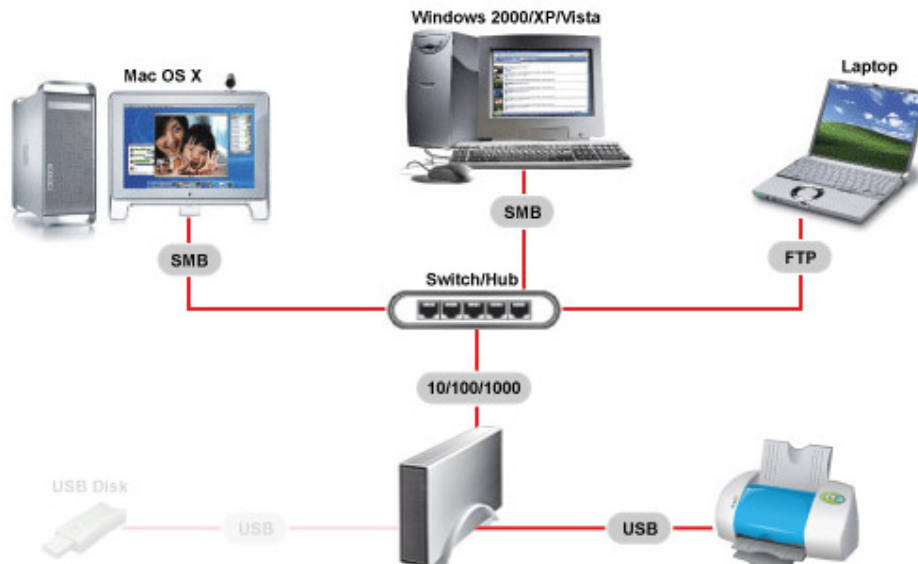 Windows 2000/XP/Vista
Mac OS X
Laptop
SMB
SMB
FTP
Switch/Hub
10/100/1000
USB Disk
USB
USB